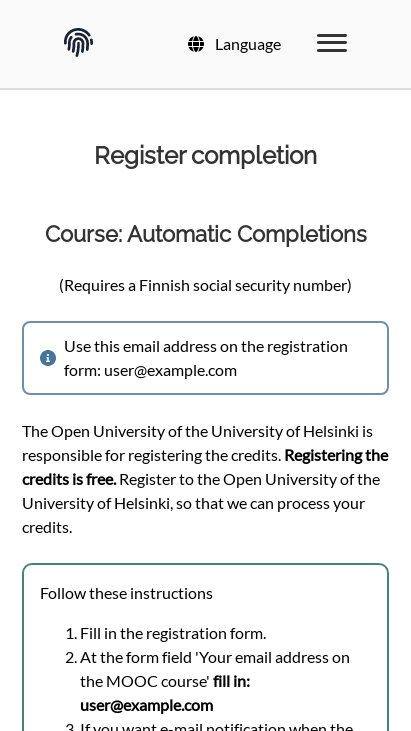 Language
Register completion
Course: Automatic Completions
(Requires a Finnish social security number)
Use this email address on the registration
form: user@example.com
The Open University of the University of Helsinki is
responsible for registering the credits. Registering the
credits is free. Register to the Open University of the
University of Helsinki, so that we can process your
credits.
Follow these instructions
1. Fill in the registration form.
2. At the form field 'Your email address on
the MOOC course' fill in:
user@example.com
3. If you want e-mail notification when the